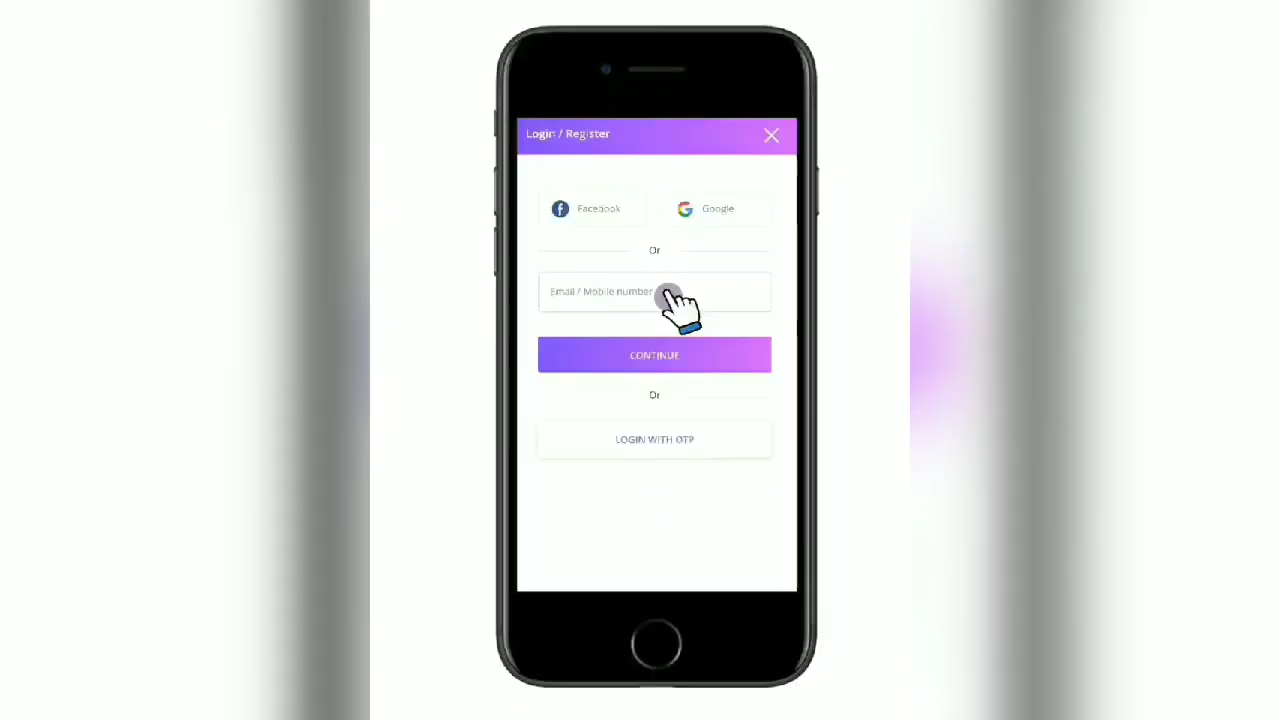 Login / Register
Facebook
Google
Or
Email / Mobile number
CONTINUE
Or
LOGIN WITH OTP